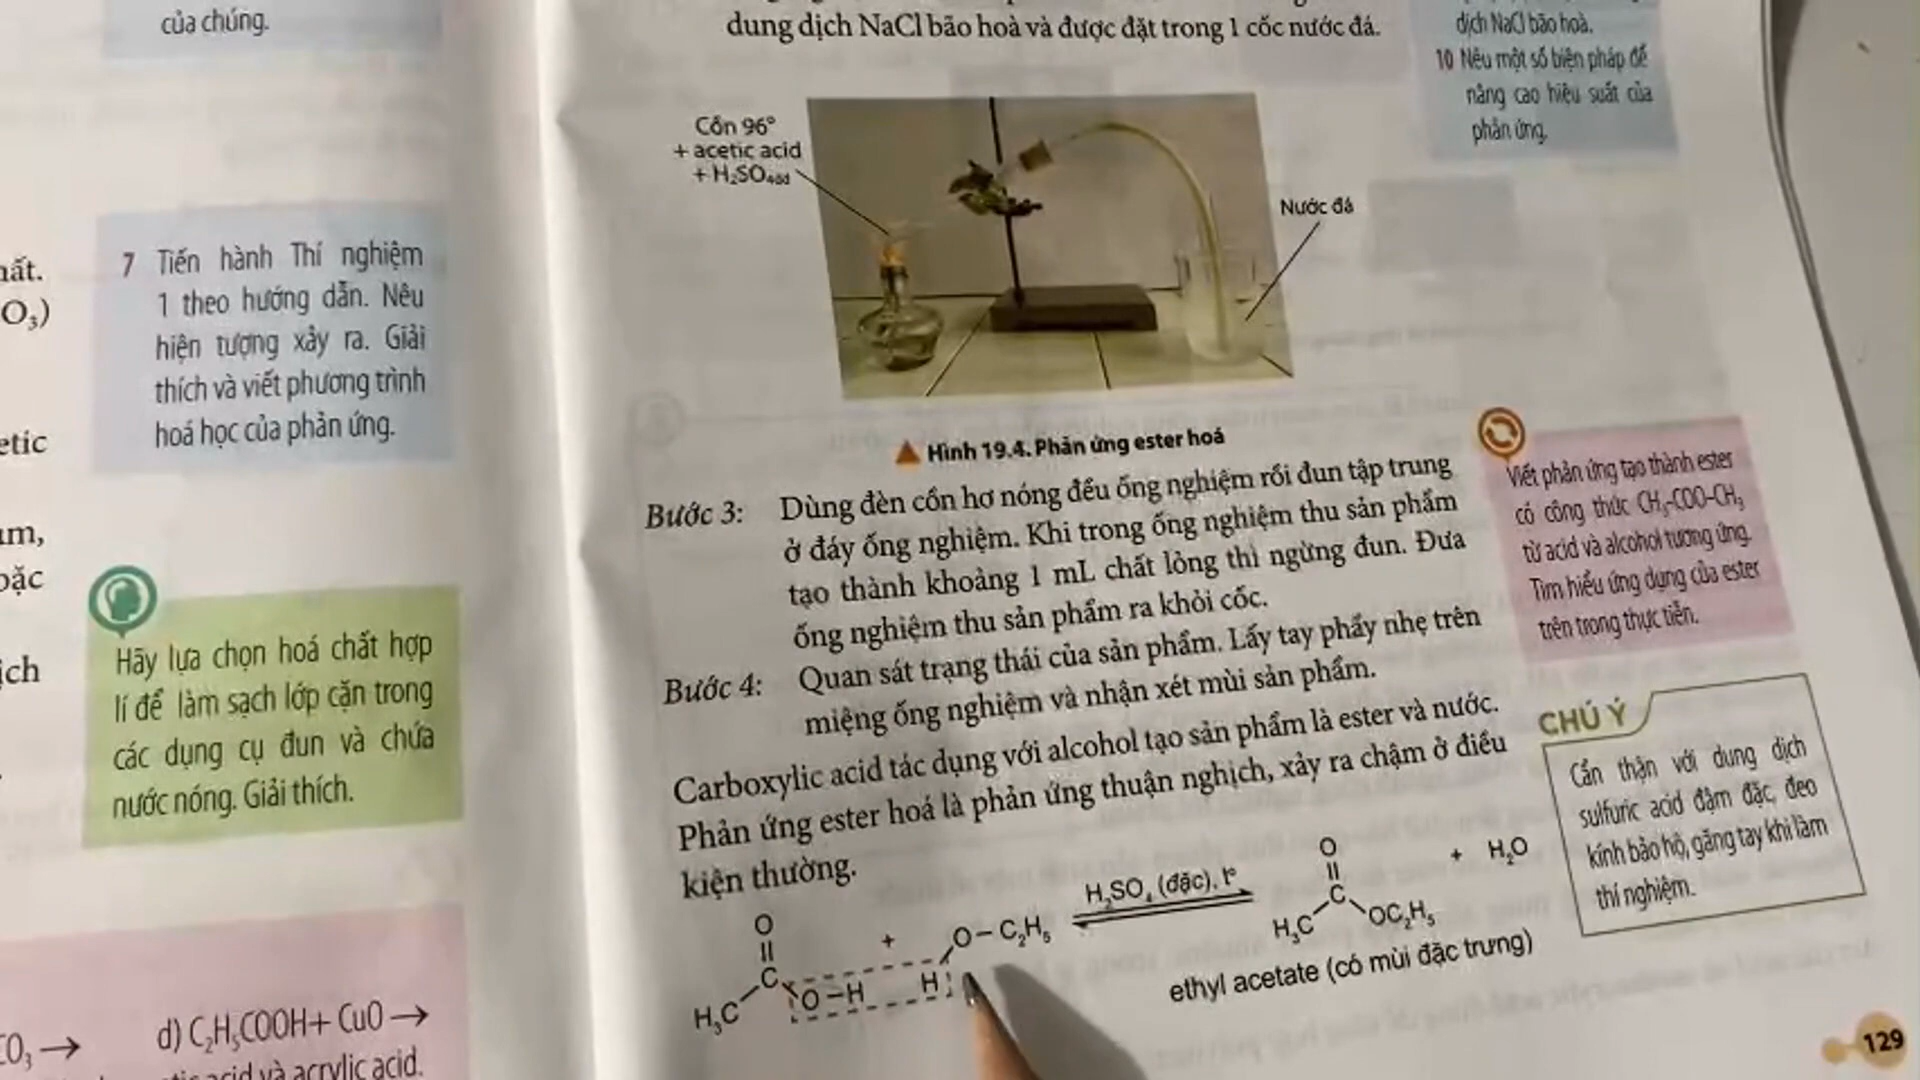 của chúng.
ất.
O₃)
7 Tiến hành Thí nghiệm
1 theo hướng dẫn. Nêu
hiện tượng xảy ra. Giải
thích và viết phương trình
hoá học của phản ứng.
etic
Hãy lựa chọn hoá chất hợp
lí để làm sạch lớp cặn trong
các dụng cụ đun và chứa
nước nóng. Giải thích.
d) C₂H₅COOH + CuO →
acid và acrylic acid.
dung dịch NaCl bão hoà và được đặt trong 1 cốc nước đá.
Cồn 96°
+ acetic acid
+ H₂SO₄ đặc
Nước đá
Hình 19.4. Phản ứng ester hoá
Bước 3: Dùng đèn cồn hơ nóng đều ống nghiệm rồi đun tập trung
ở đáy ống nghiệm. Khi trong ống nghiệm thu sản phẩm
tạo thành khoảng 1 mL chất lỏng thì ngừng đun. Đưa
ống nghiệm thu sản phẩm ra khỏi cốc.
Bước 4: Quan sát trạng thái của sản phẩm. Lấy tay phẩy nhẹ trên
miệng ống nghiệm và nhận xét mùi sản phẩm.
Carboxylic acid tác dụng với alcohol tạo sản phẩm là ester và nước.
Phản ứng ester hoá là phản ứng thuận nghịch, xảy ra chậm ở điều
kiện thường.
O
C
H₃C
O – H
+
H
O – C₂H₅
H₂SO₄ (đặc), t°
O
C
H₃C
OC₂H₅
+ H₂O
ethyl acetate (có mùi đặc trưng)
dịch NaCl bão hoà.
10 Nêu một số biện pháp để
nâng cao hiệu suất của
phản ứng.
Viết phản ứng tạo thành ester
có công thức CH₃-COO-CH₃
từ acid và alcohol tương ứng.
Tìm hiểu ứng dụng của ester
trên trong thực tiễn.
CHÚ Ý
Cẩn thận với dung dịch
sulfuric acid đậm đặc, đeo
kính bảo hộ, găng tay khi làm
thí nghiệm.
129